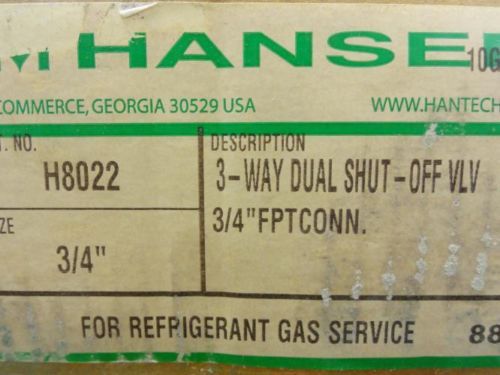 HANSE
10G
COMMERCE, GEORGIA 30529 USA
WWW.HANTECH
T. NO.
DESCRIPTION
H8022
3-WAY DUAL SHUT-OFF VLV
3/4"FPTCONN.
ZE
3/4"
FOR REFRIGERANT GAS SERVICE
88